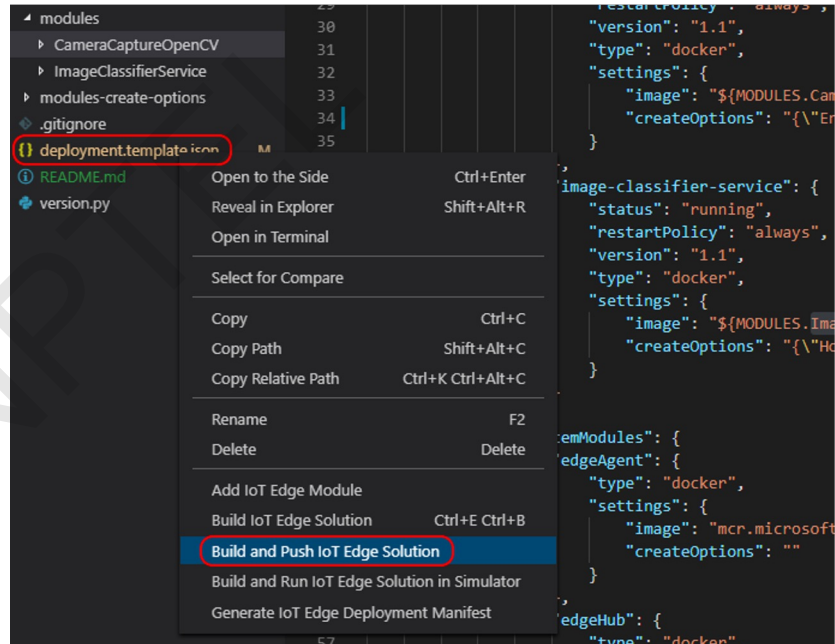 modules
CameraCaptureOpenCV
ImageClassifierService
modules-create-options
.gitignore
{} deployment.template.json M
README.md
version.py
Open to the Side Ctrl+Enter
Reveal in Explorer Shift+Alt+R
Open in Terminal
Select for Compare
Copy Ctrl+C
Copy Path Shift+Alt+C
Copy Relative Path Ctrl+K Ctrl+Alt+C
Rename F2
Delete Delete
Add IoT Edge Module
Build IoT Edge Solution Ctrl+E Ctrl+B
Build and Push IoT Edge Solution
Build and Run IoT Edge Solution in Simulator
Generate IoT Edge Deployment Manifest
29 "restartPolicy": "always",
30 "version": "1.1",
31 "type": "docker",
32 "settings": {
33 "image": "${MODULES.Cam
34 "createOptions": "{\"En
35 }
,
image-classifier-service": {
"status": "running",
"restartPolicy": "always",
"version": "1.1",
"type": "docker",
"settings": {
"image": "${MODULES.Ima
"createOptions": "{\"Ho
}
temModules": {
edgeAgent": {
"type": "docker",
"settings": {
"image": "mcr.microsoft
"createOptions": ""
}
,
edgeHub": {
57 "type": "docker"
NPTEL